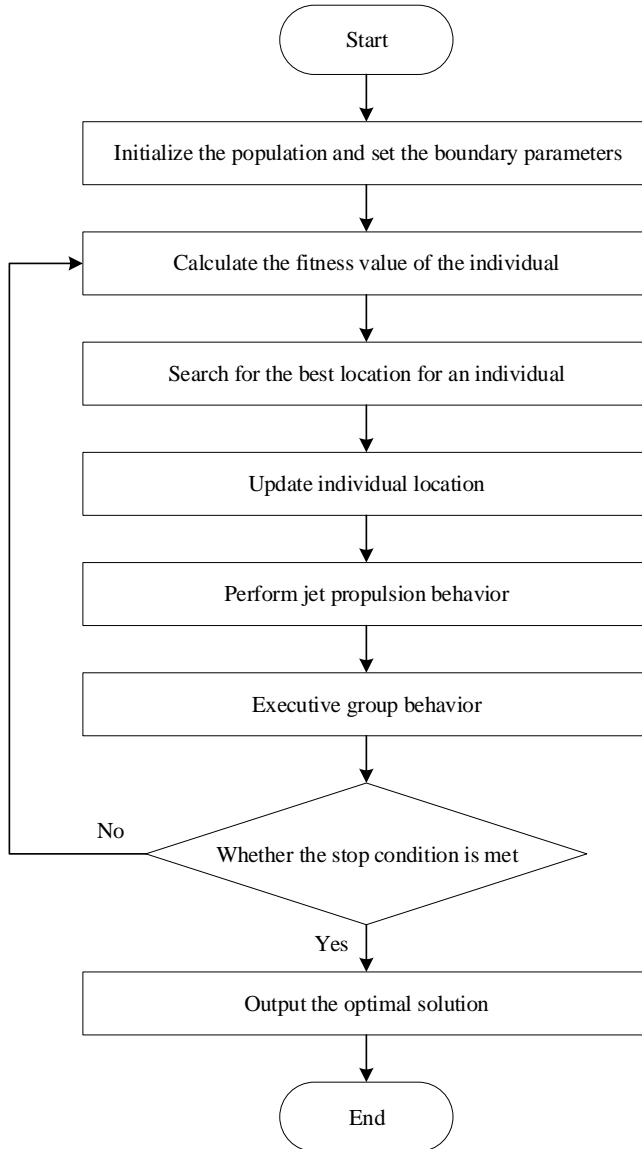 Start
Initialize the population and set the boundary parameters
Calculate the fitness value of the individual
Search for the best location for an individual
Update individual location
Perform jet propulsion behavior
Executive group behavior
No
Whether the stop condition is met
Yes
Output the optimal solution
End